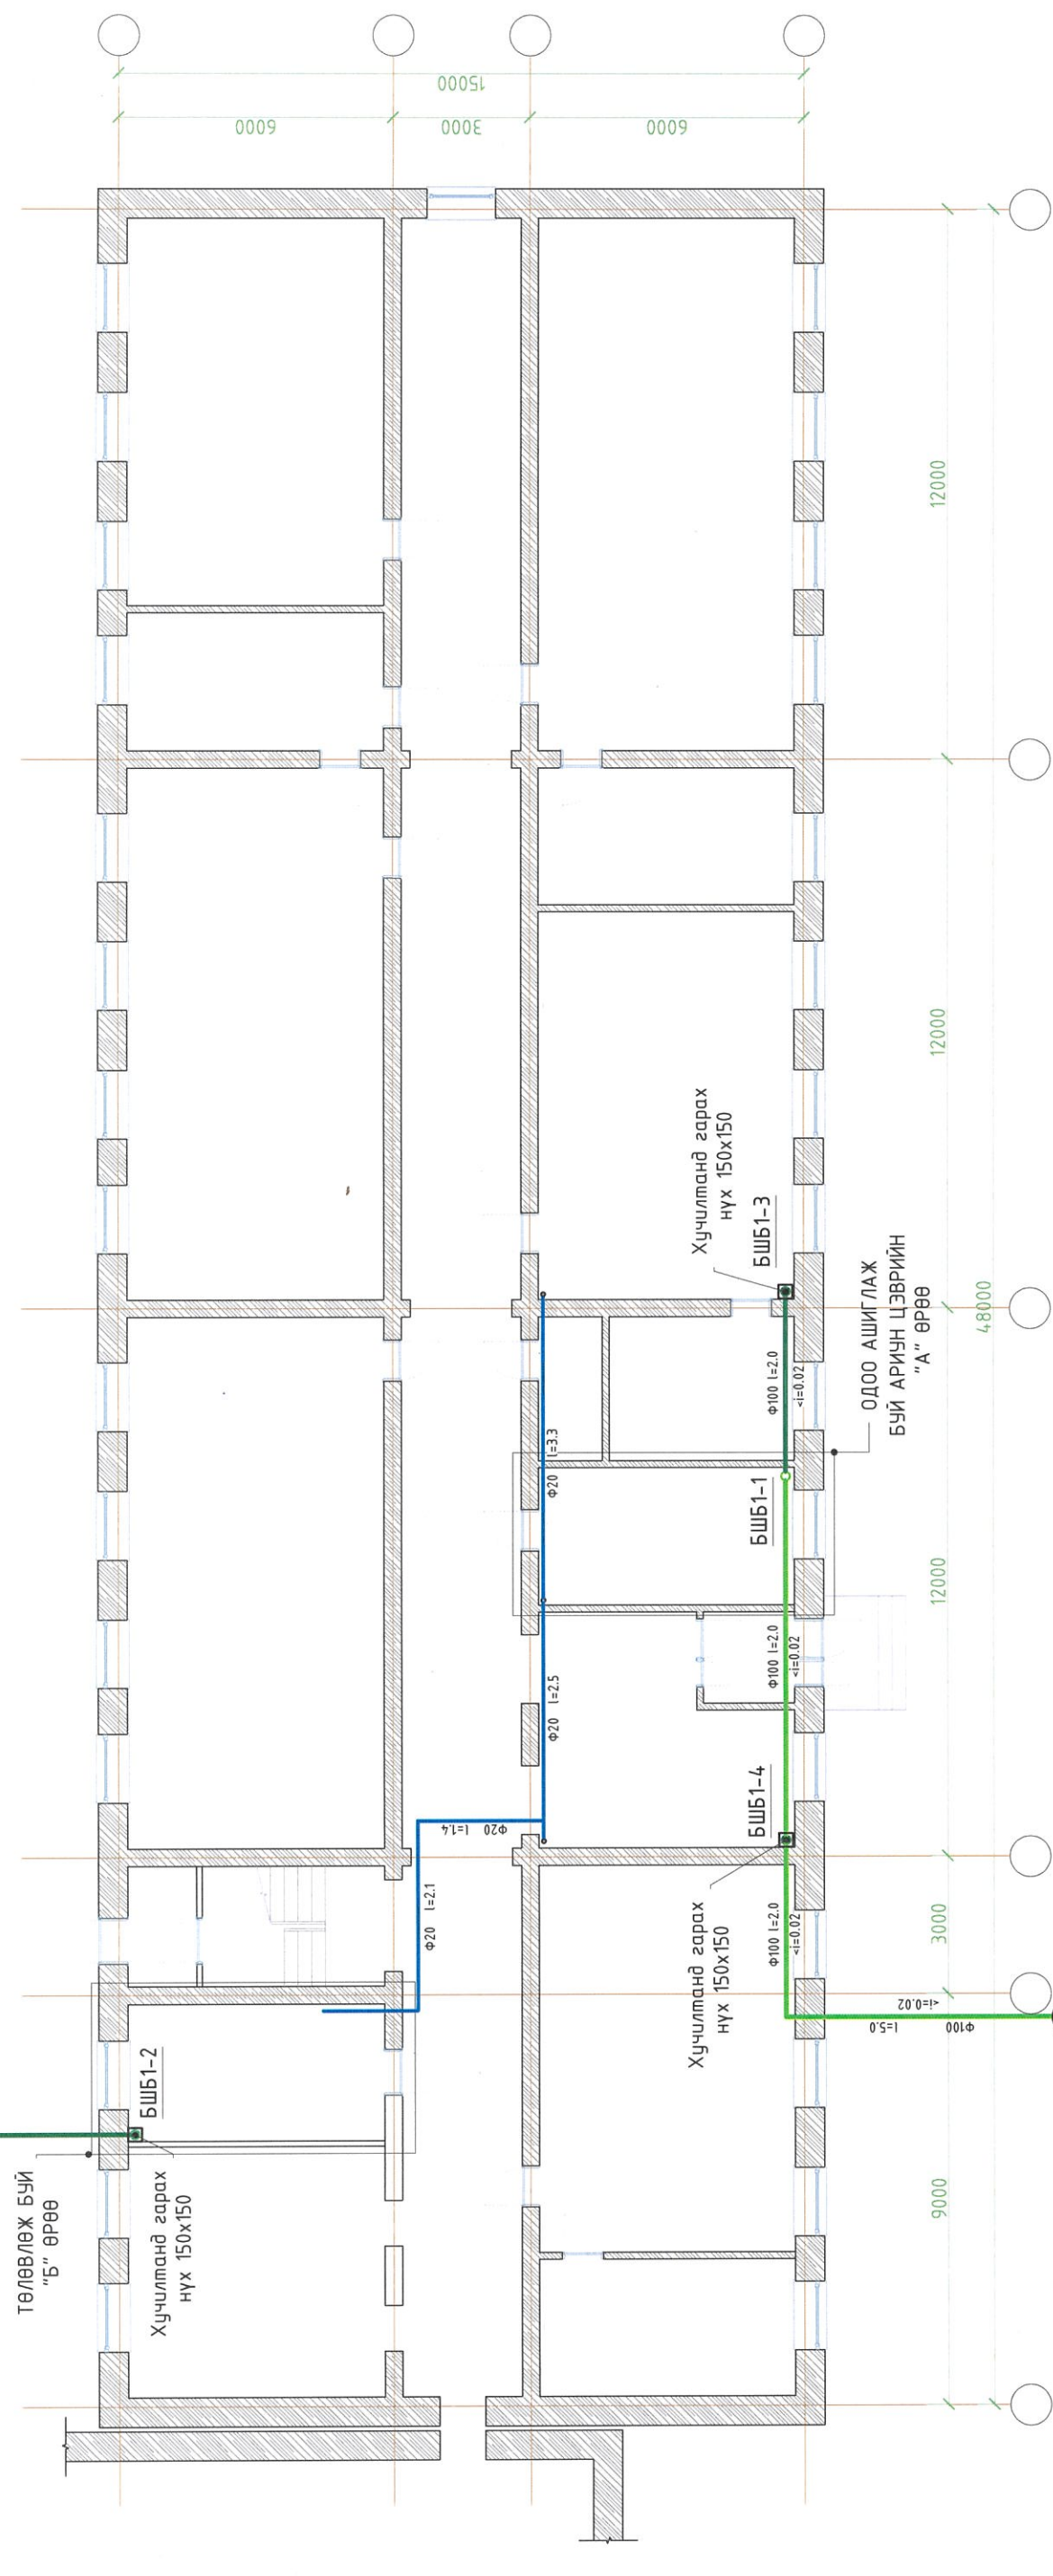 15000
6000
3000
6000
12000
12000
12000
3000
9000
48000
Хучилтанд гарах
нүх 150x150
БШБ1-3
ОДОО АШИГЛАЖ
БУЙ АРИУН ЦЭВРИЙН
"А" ӨРӨӨ
Ф100 l=2.0
<i=0.02
Ф20 l=3.3
БШБ1-1
Ф100 l=2.0
<i=0.02
Ф20 l=2.5
БШБ1-4
Хучилтанд гарах
нүх 150x150
Ф20 l=1.4
Ф20 l=2.1
Ф100 l=2.0
<i=0.02
<i=0.02
Ф100 l=5.0
БШБ1-2
ТӨЛӨВЛӨЖ БУЙ
"Б" ӨРӨӨ
Хучилтанд гарах
нүх 150x150